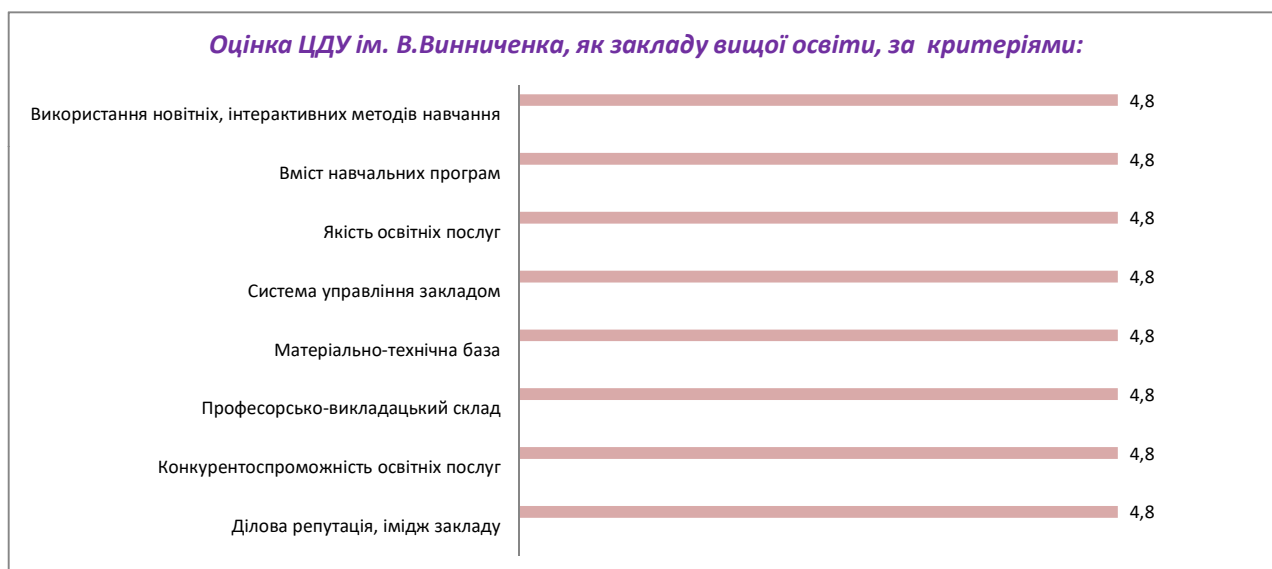 Оцінка ЦДУ ім. В.Винниченка, як закладу вищої освіти, за критеріями:
Використання новітніх, інтерактивних методів навчання 4,8
Вміст навчальних програм 4,8
Якість освітніх послуг 4,8
Система управління закладом 4,8
Матеріально-технічна база 4,8
Професорсько-викладацький склад 4,8
Конкурентоспроможність освітніх послуг 4,8
Ділова репутація, імідж закладу 4,8